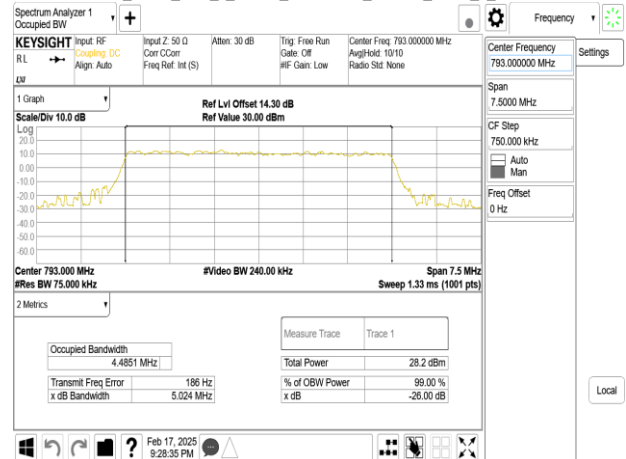 Spectrum Analyzer 1
Occupied BW
Frequency
KEYSIGHT
RL
Input: RF
Coupling: DC
Align: Auto
Input Z: 50 Ω
Corr CCorr
Freq Ref: Int (S)
Atten: 30 dB
Trig: Free Run
Gate: Off
#IF Gain: Low
Center Freq: 793.000000 MHz
Avg|Hold: 10/10
Radio Std: None
Center Frequency
793.000000 MHz
Settings
Span
7.5000 MHz
CF Step
750.000 kHz
Auto
Man
Freq Offset
0 Hz
1 Graph
Scale/Div 10.0 dB
Ref Lvl Offset 14.30 dB
Ref Value 30.00 dBm
Log
20.0
10.0
0.00
-10.0
-20.0
-30.0
-40.0
-50.0
-60.0
Center 793.000 MHz
#Res BW 75.000 kHz
#Video BW 240.00 kHz
Span 7.5 MHz
Sweep 1.33 ms (1001 pts)
2 Metrics
Measure Trace Trace 1
Occupied Bandwidth
4.4851 MHz
Total Power 28.2 dBm
Transmit Freq Error 186 Hz
% of OBW Power 99.00 %
x dB Bandwidth 5.024 MHz
x dB -26.00 dB
Local
Feb 17, 2025
9:28:35 PM